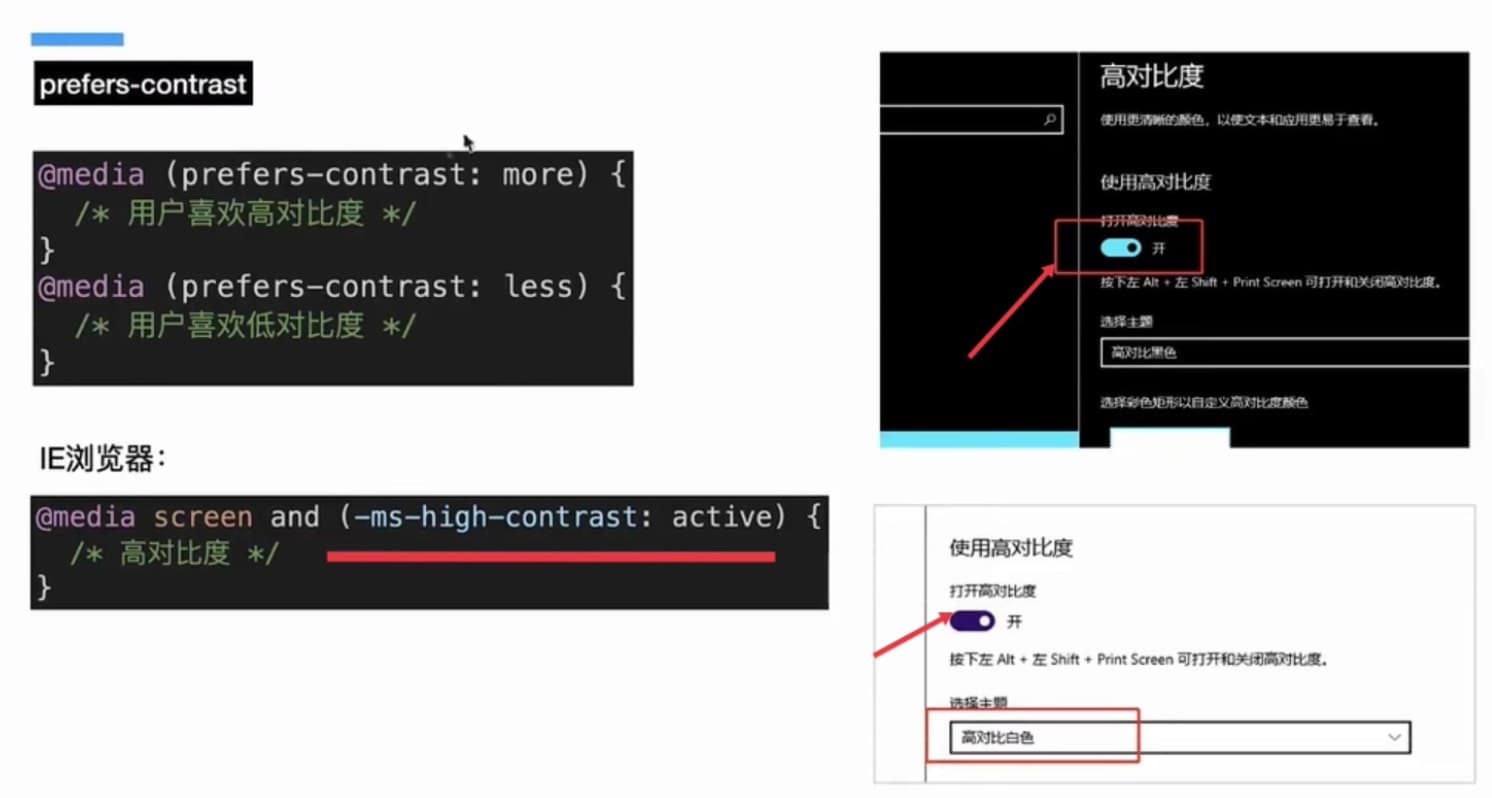 prefers-contrast
@media (prefers-contrast: more) {
/* 用户喜欢高对比度 */
}
@media (prefers-contrast: less) {
/* 用户喜欢低对比度 */
}
IE浏览器：
@media screen and (-ms-high-contrast: active) {
/* 高对比度 */
}
高对比度
使用更清晰的颜色，以使文本和应用更易于查看。
使用高对比度
打开高对比度
开
按下左 Alt + 左 Shift + Print Screen 可打开和关闭高对比度。
选择主题
高对比黑色
选择彩色矩形以自定义高对比度颜色
使用高对比度
打开高对比度
开
按下左 Alt + 左 Shift + Print Screen 可打开和关闭高对比度。
选择主题
高对比白色